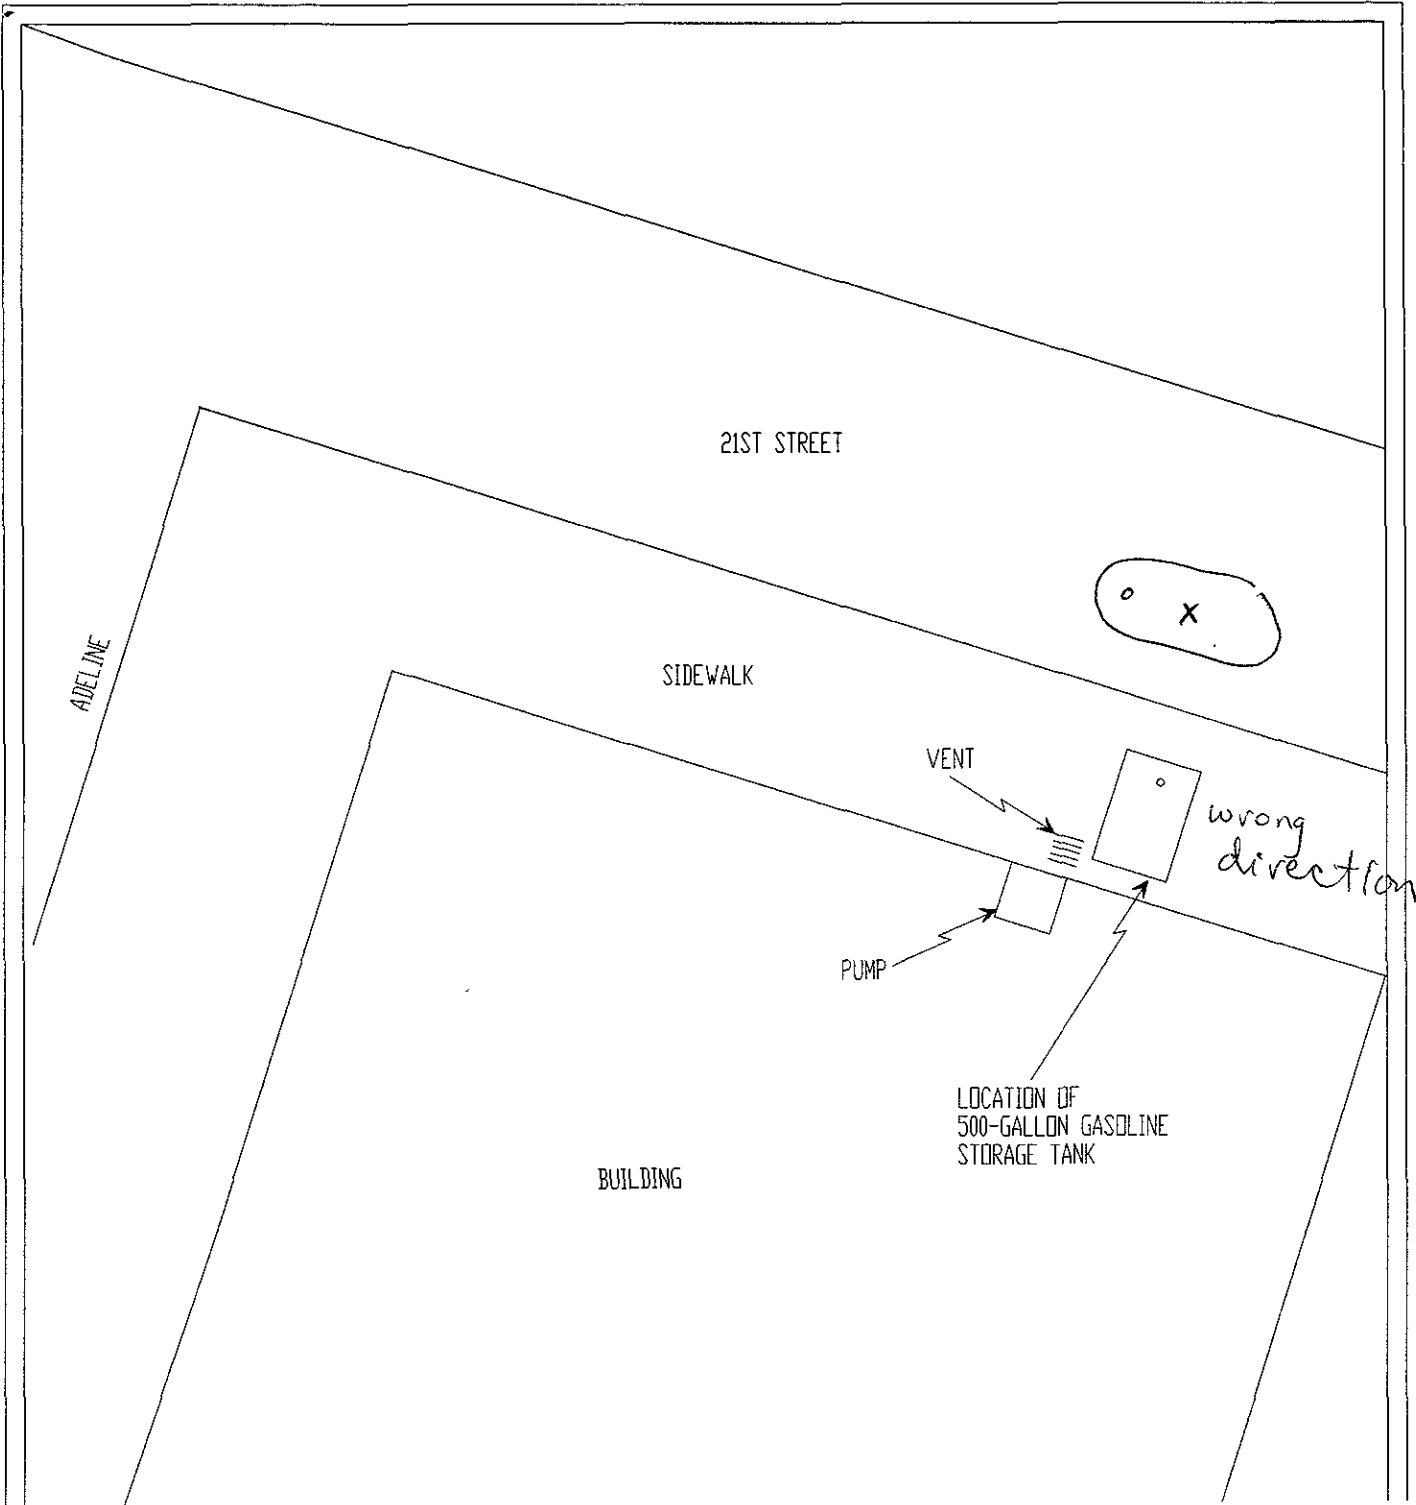 21ST STREET
X
ADELINE
SIDEWALK
VENT
wrong
direction
PUMP
LOCATION OF
500-GALLON GASOLINE
STORAGE TANK
BUILDING